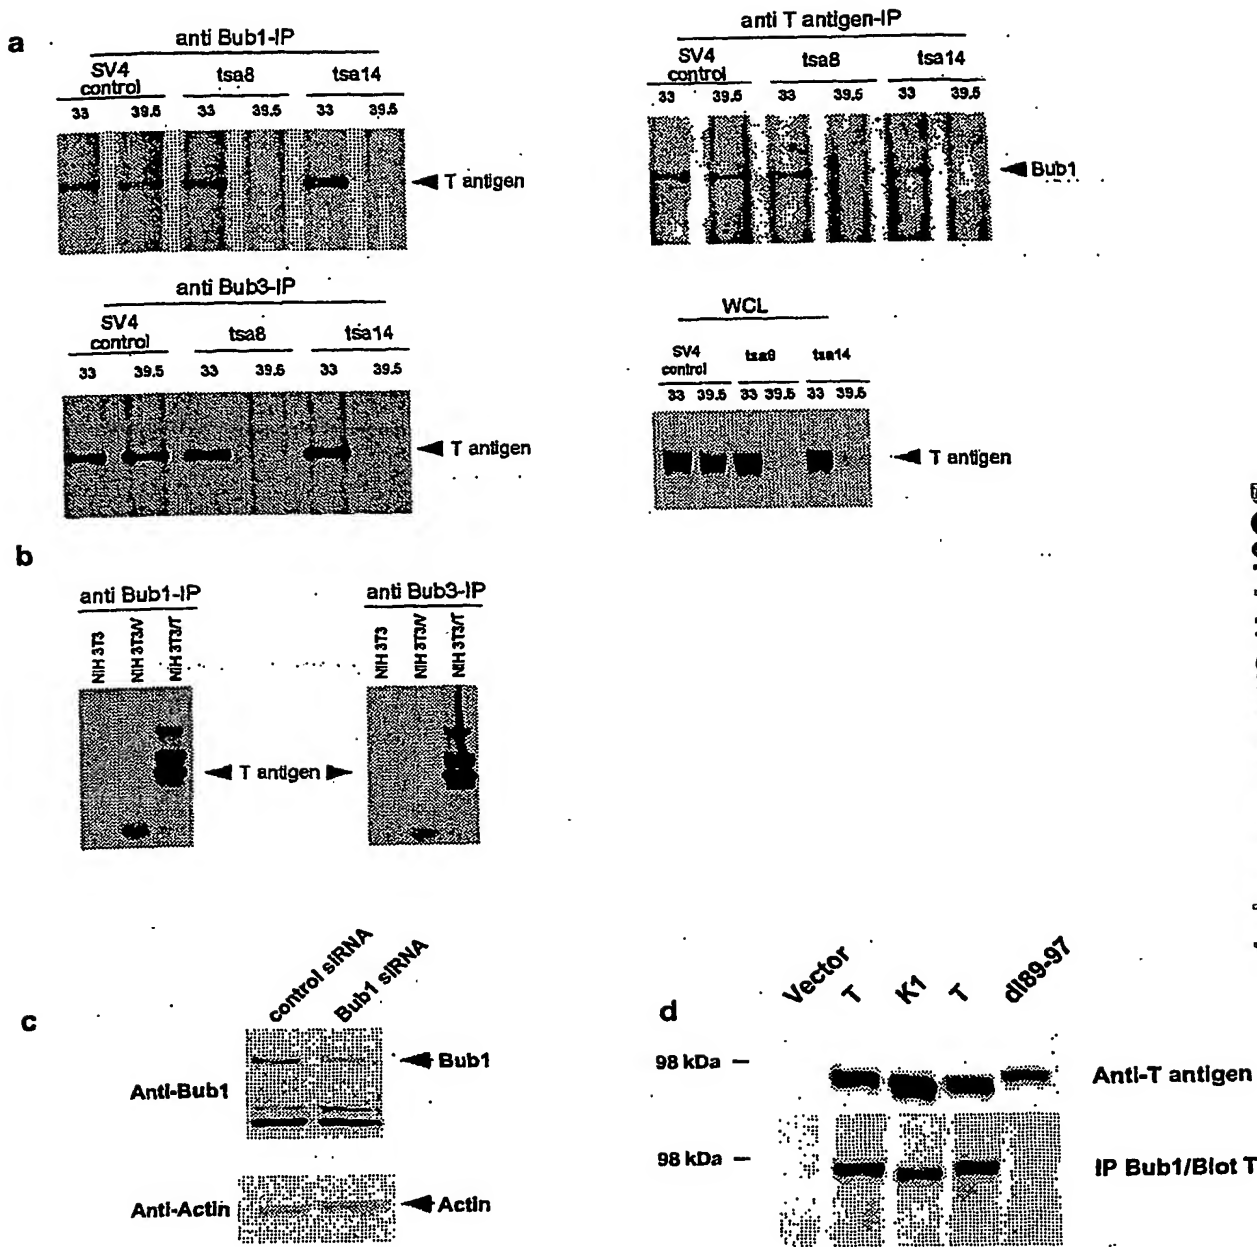 a
anti Bub1-IP
SV4 control tsa8 tsa14
33 39.5 33 39.5 33 39.5
T antigen
anti T antigen-IP
SV4 control tsa8 tsa14
33 39.5 33 39.5 33 39.5
Bub1
anti Bub3-IP
SV4 control tsa8 tsa14
33 39.5 33 39.5 33 39.5
T antigen
WCL
SV4 control tsa8 tsa14
33 39.5 33 39.5 33 39.5
T antigen
b
anti Bub1-IP
NIH 3T3 NIH 3T3/V NIH 3T3/T
anti Bub3-IP
NIH 3T3 NIH 3T3/V NIH 3T3/T
T antigen
c
control siRNA Bub1 siRNA
Anti-Bub1 Bub1
Anti-Actin Actin
d
Vector T K1 T dl89-97
98 kDa Anti-T antigen
98 kDa IP Bub1/Blot T